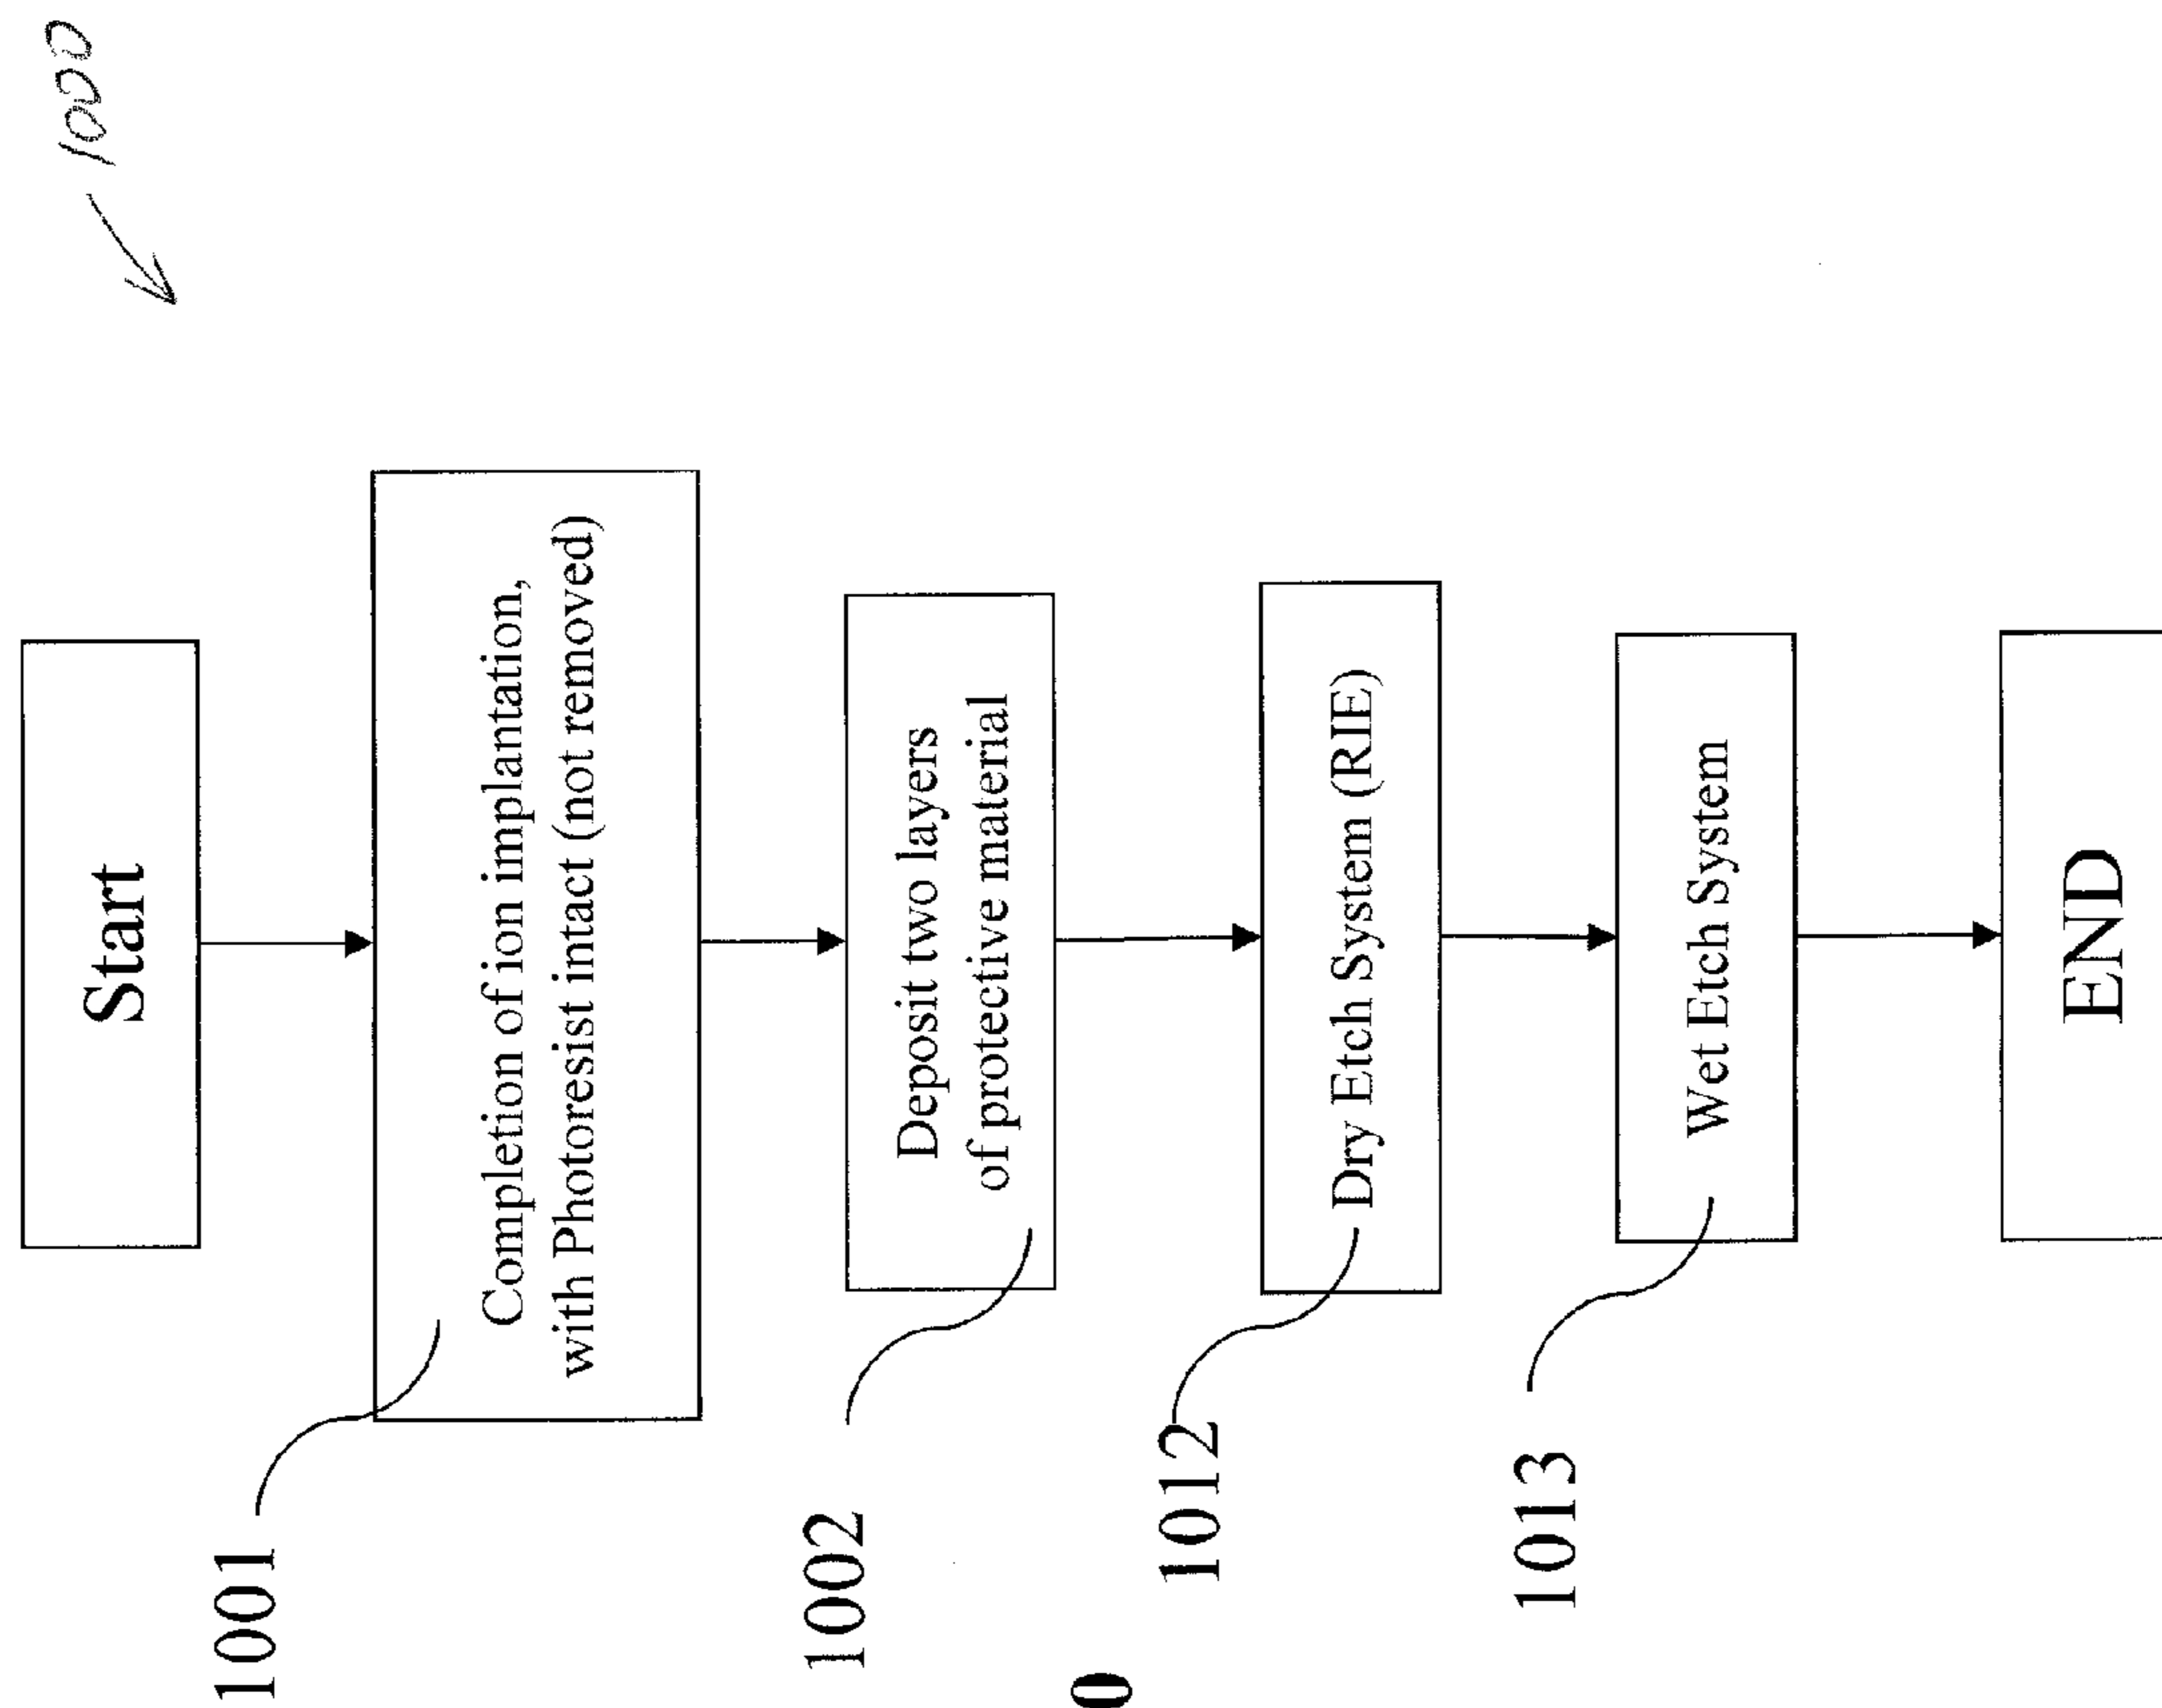 1000
Start
1001
Completion of ion implantation,
with Photoresist intact (not removed)
1002
Deposit two layers
of protective material
0
1012
Dry Etch System (RIE)
1013
Wet Etch System
END